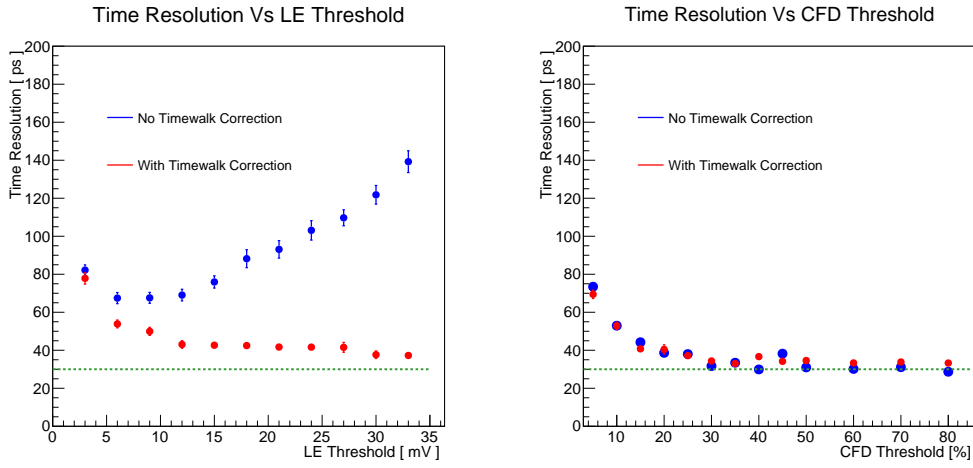 Time Resolution Vs LE Threshold
Time Resolution [ ps ]
200
180
160
140
120
100
80
60
40
20
0
No Timewalk Correction
With Timewalk Correction
0 5 10 15 20 25 30 35
LE Threshold [ mV ]
Time Resolution Vs CFD Threshold
Time Resolution [ ps ]
200
180
160
140
120
100
80
60
40
20
0
No Timewalk Correction
With Timewalk Correction
10 20 30 40 50 60 70 80
CFD Threshold [%]